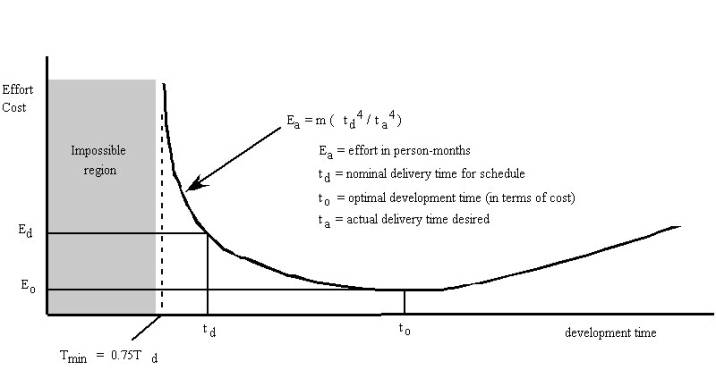 Effort
Cost
Impossible
region
E_a = m ( t_d^4 / t_a^4 )
E_a = effort in person-months
t_d = nominal delivery time for schedule
t_o = optimal development time (in terms of cost)
t_a = actual delivery time desired
E_d
E_o
t_d
t_o
development time
T_min = 0.75T_d